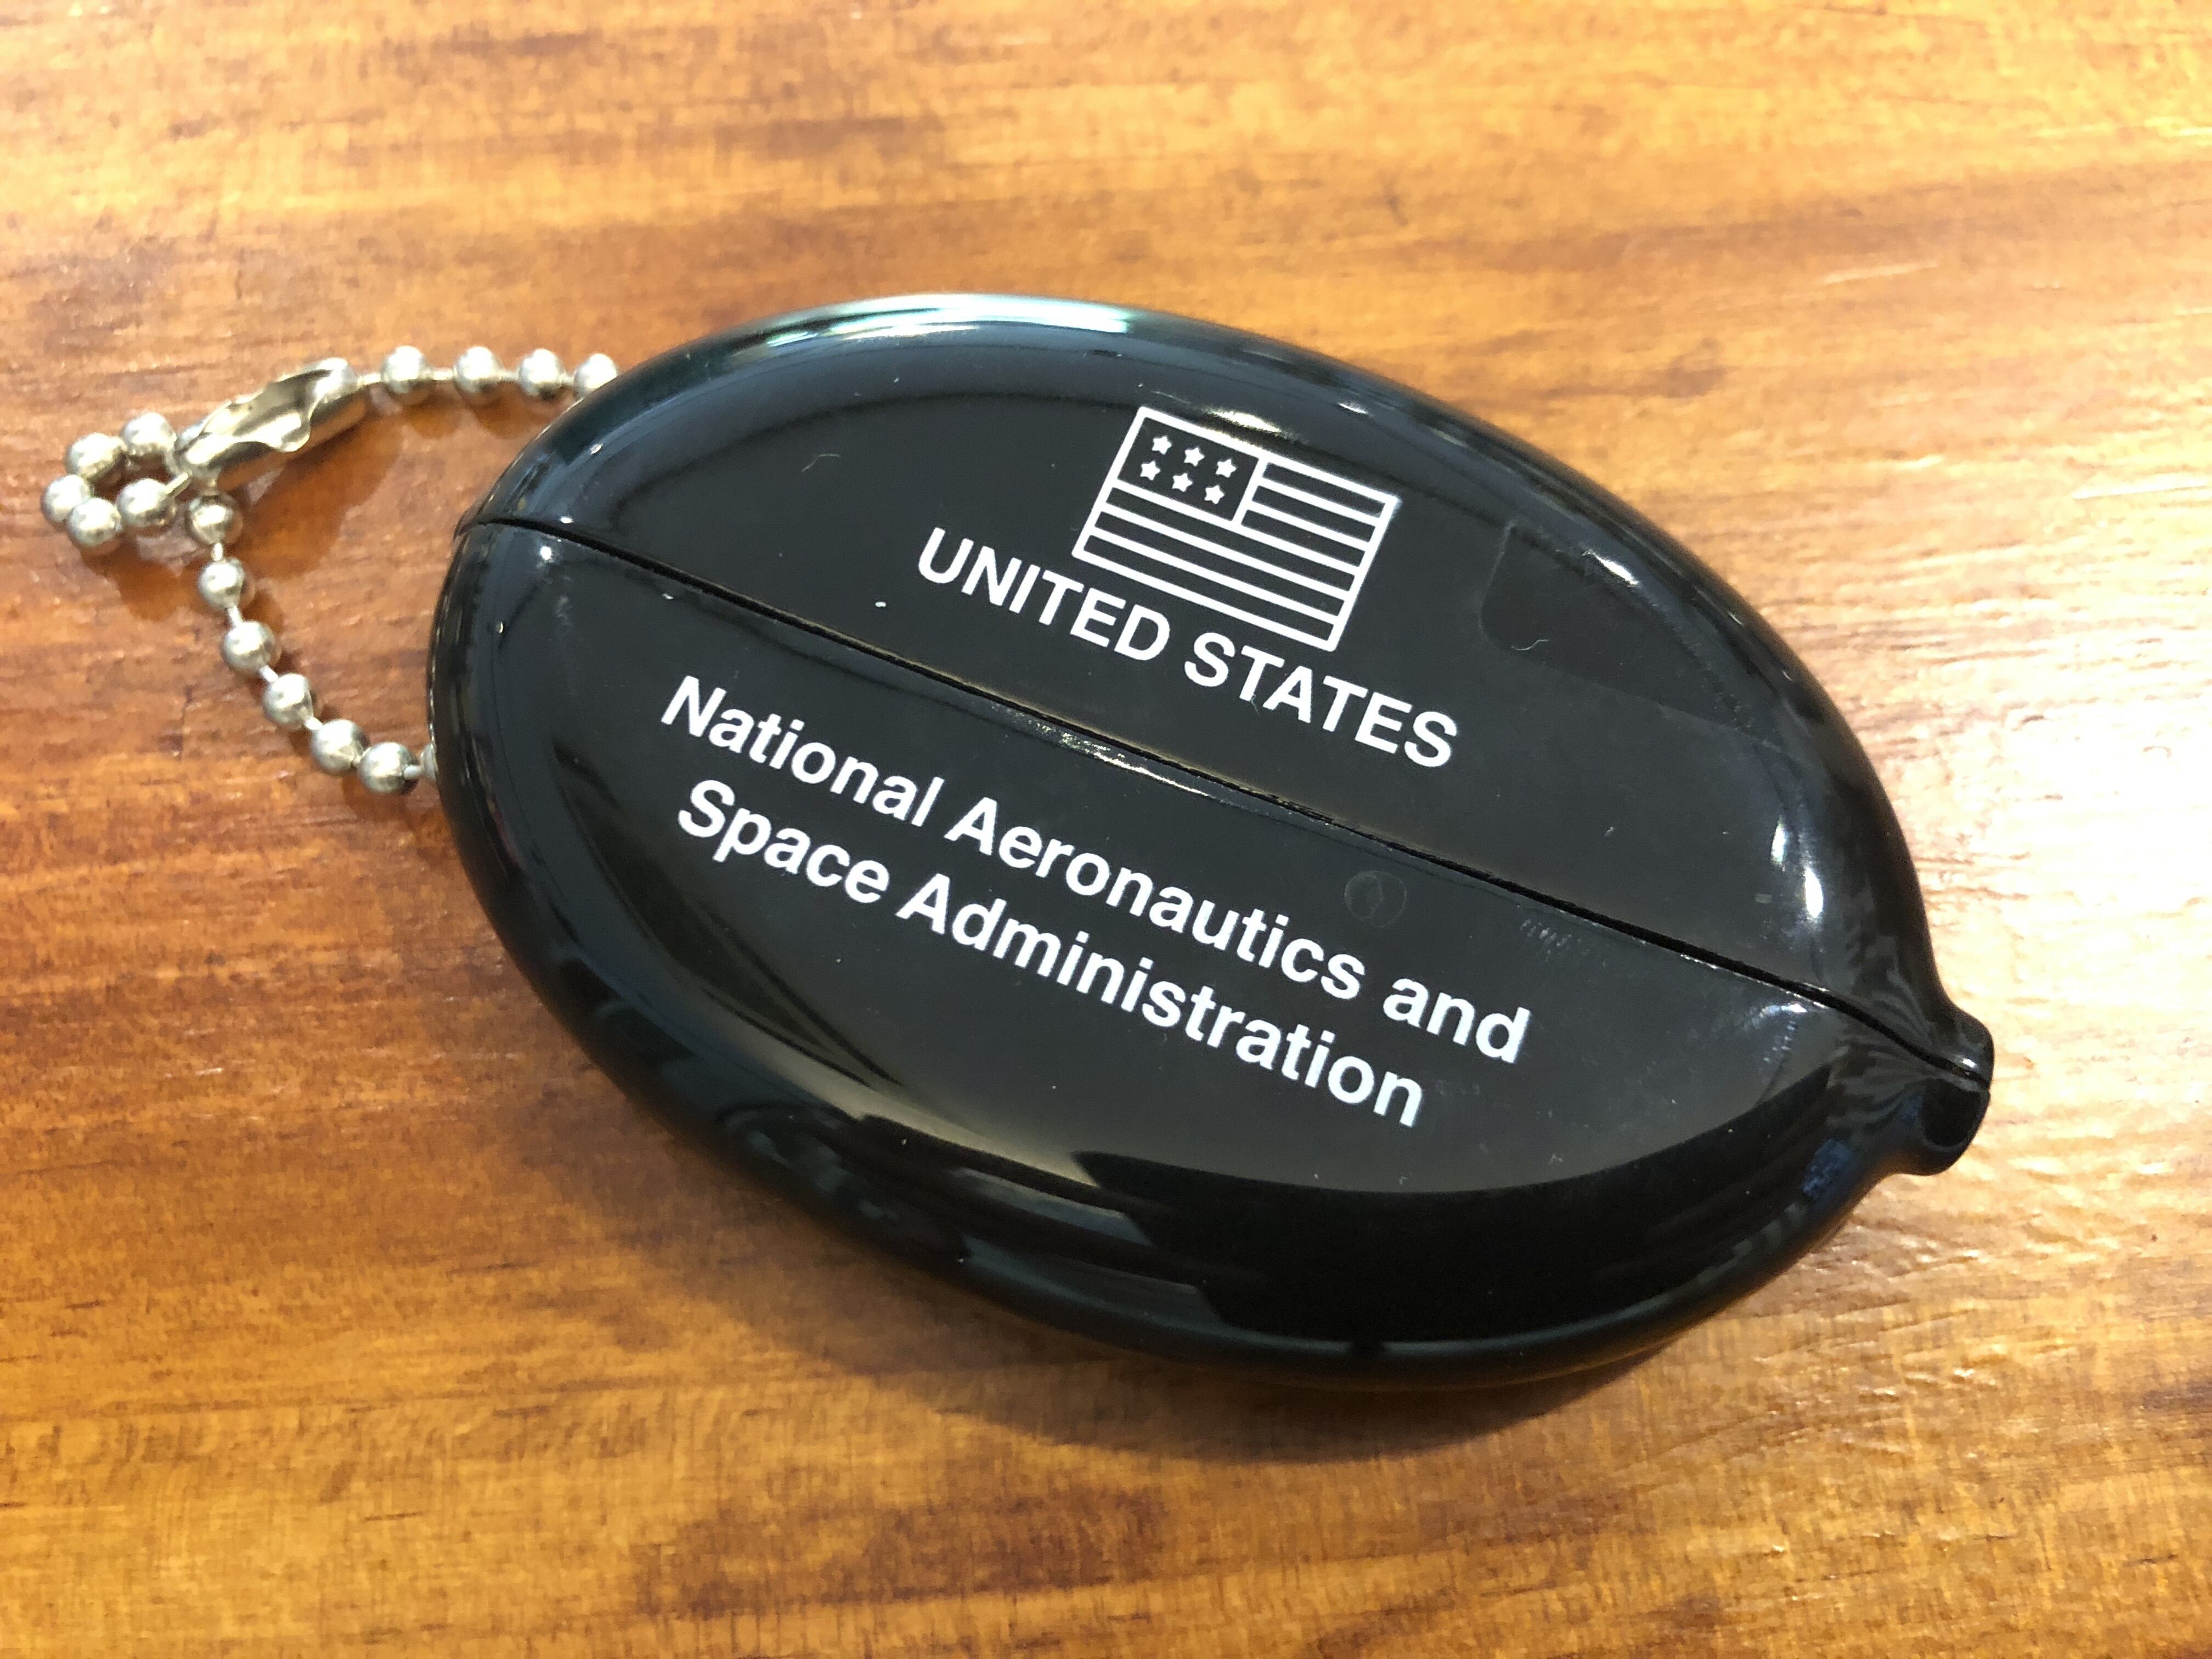 UNITED STATES
National Aeronautics and
Space Administration